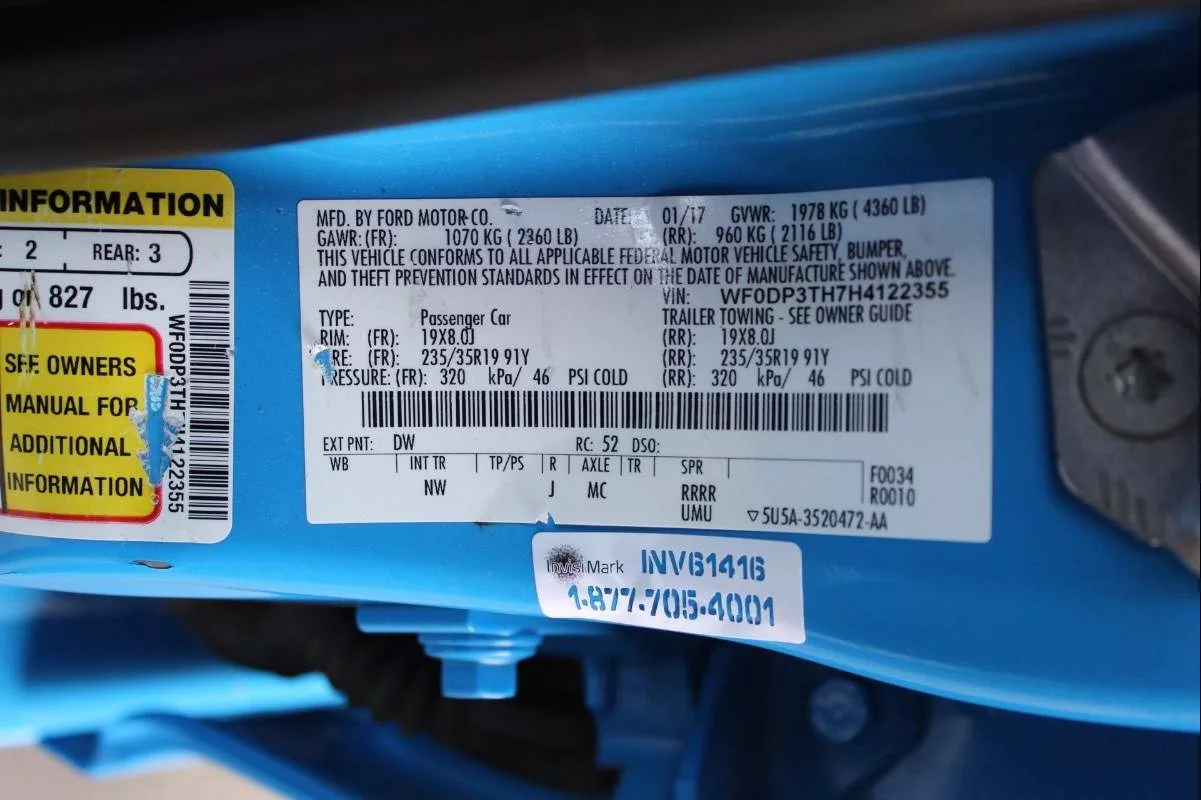 INFORMATION
2 REAR: 3
or 827 lbs.
SEE OWNERS
MANUAL FOR
ADDITIONAL
INFORMATION
WF0DP3TH 4122355
MFD. BY FORD MOTOR CO. DATE: 01/17 GVWR: 1978 KG ( 4360 LB)
GAWR: (FR): 1070 KG ( 2360 LB) (RR): 960 KG ( 2116 LB)
THIS VEHICLE CONFORMS TO ALL APPLICABLE FEDERAL MOTOR VEHICLE SAFETY, BUMPER,
AND THEFT PREVENTION STANDARDS IN EFFECT ON THE DATE OF MANUFACTURE SHOWN ABOVE.
VIN: WF0DP3TH7H4122355
TYPE: Passenger Car TRAILER TOWING - SEE OWNER GUIDE
RIM: (FR): 19X8.0J (RR): 19X8.0J
TIRE: (FR): 235/35R19 91Y (RR): 235/35R19 91Y
PRESSURE: (FR): 320 kPa/ 46 PSI COLD (RR): 320 kPa/ 46 PSI COLD
EXT PNT: DW RC: 52 DSO:
WB INT TR TP/PS R AXLE TR SPR F0034
NW J MC RRRR R0010
UMU ▽5U5A-3520472-AA
InvisiMark INV61416
1-877-705-4001